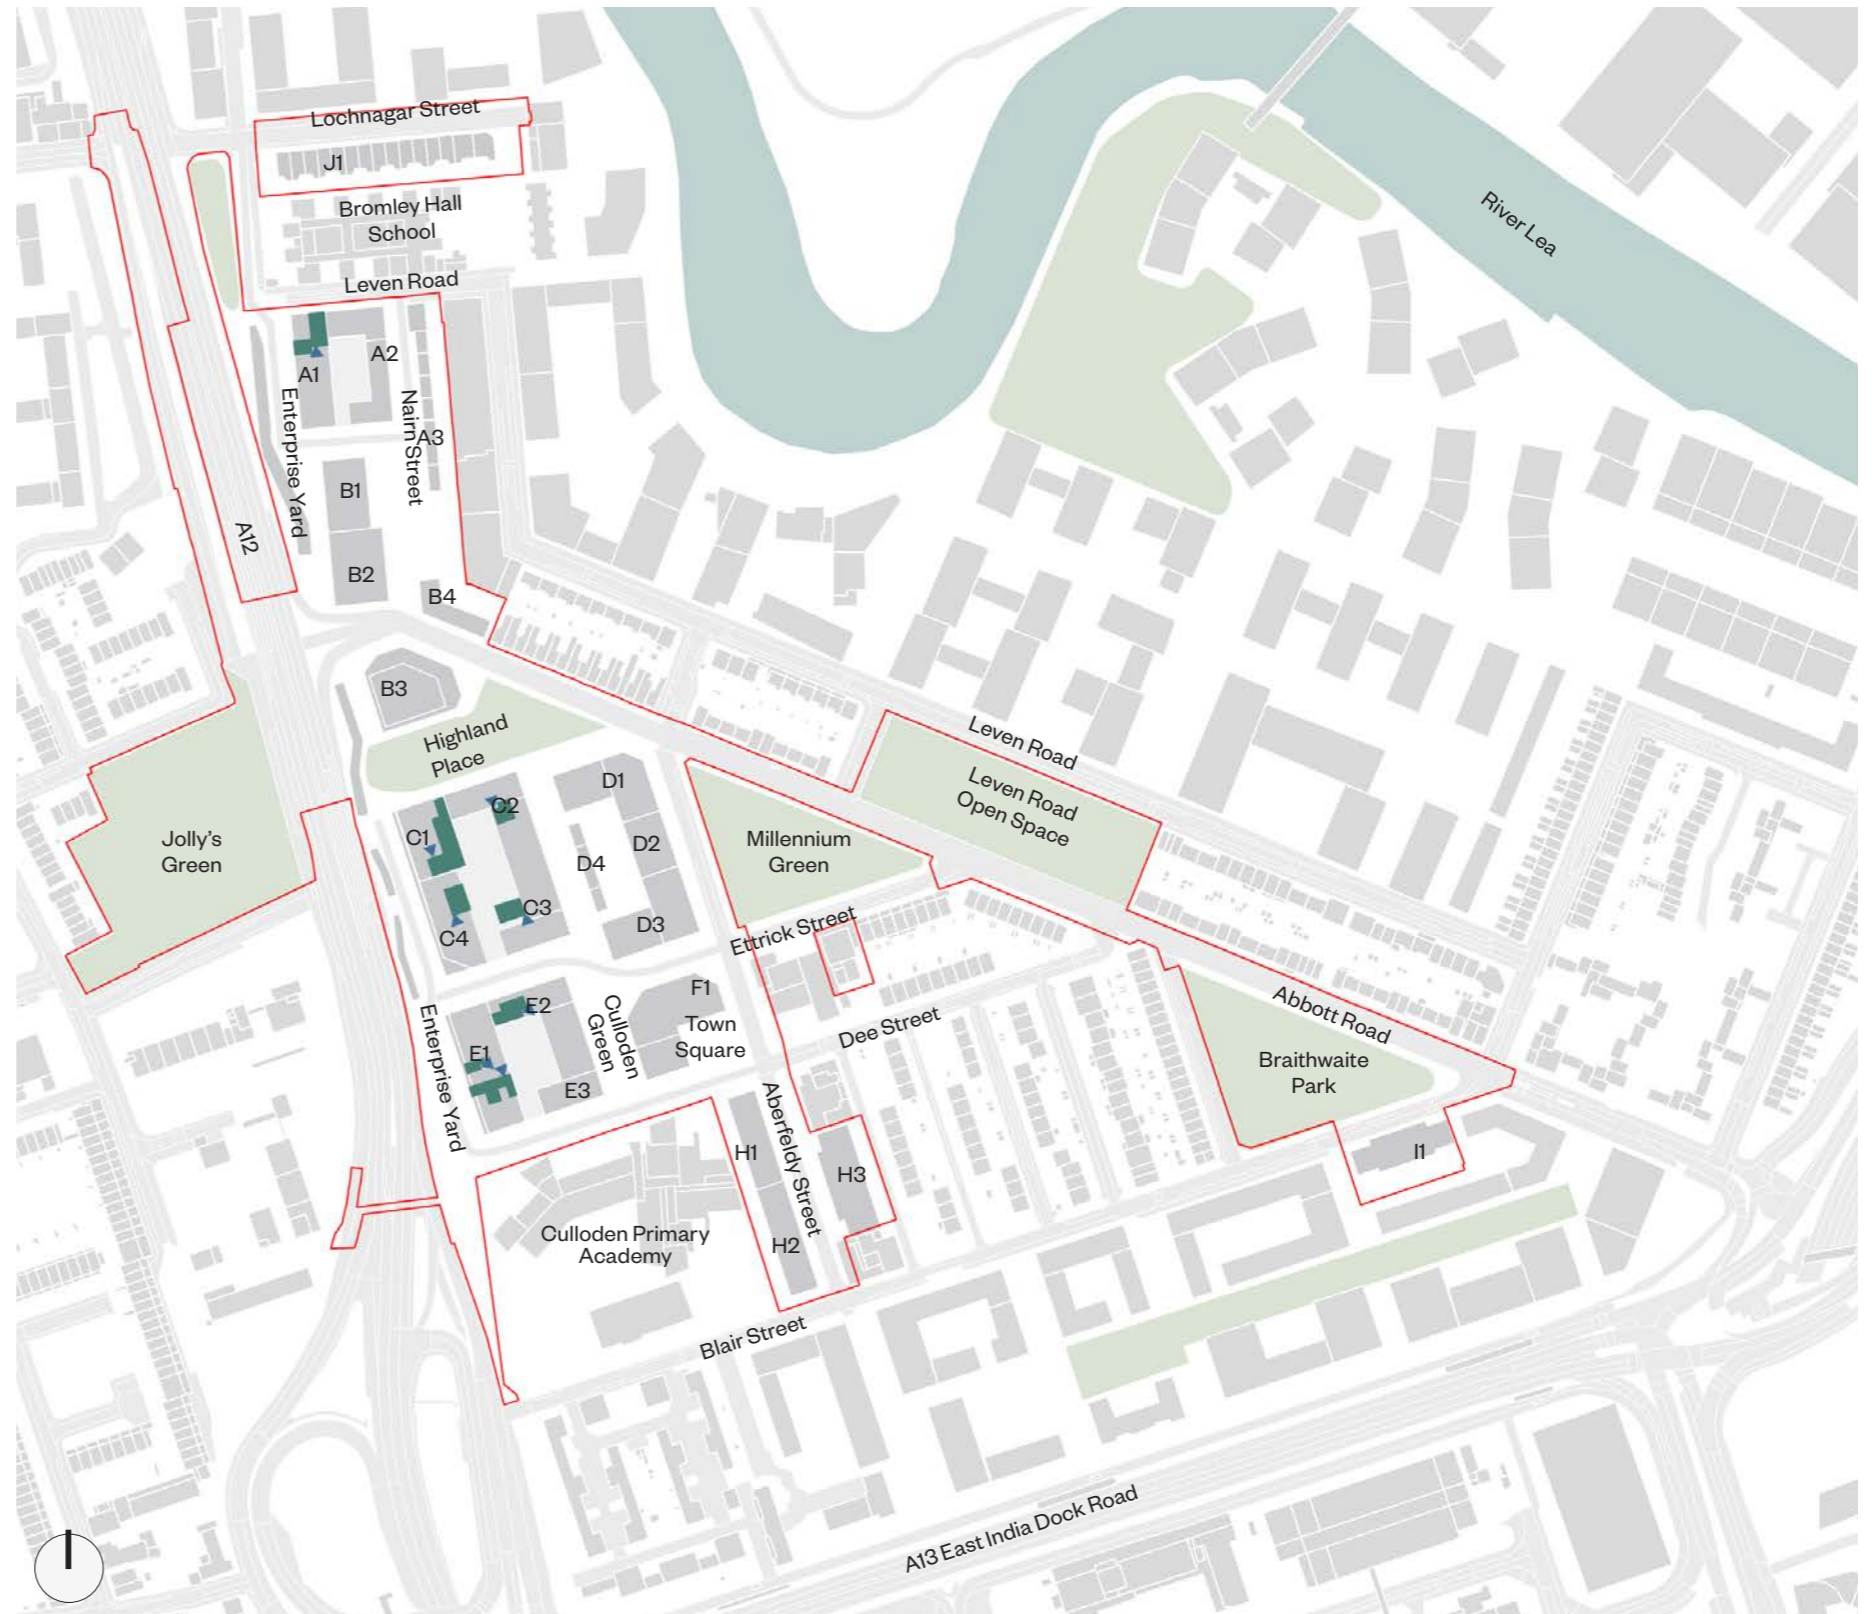 Lochnagar Street
J1
Bromley Hall
School
River Lea
Leven Road
A2
A1
Enterprise Yard
Nairn Street
A3
B1
A12
B2
B4
B3
Highland
Place
Leven Road
D1
Leven Road
Open Space
C2
C1
Jolly's
Green
D4
D2
Millennium
Green
C3
C4
D3
Ettrick Street
F1
E2
Culloden
Green
Town
Square
Dee Street
Abbott Road
Enterprise Yard
E1
E3
Braithwaite
Park
Aberfeldy Street
H1
H3
I1
Culloden Primary
Academy
H2
Blair Street
A13 East India Dock Road